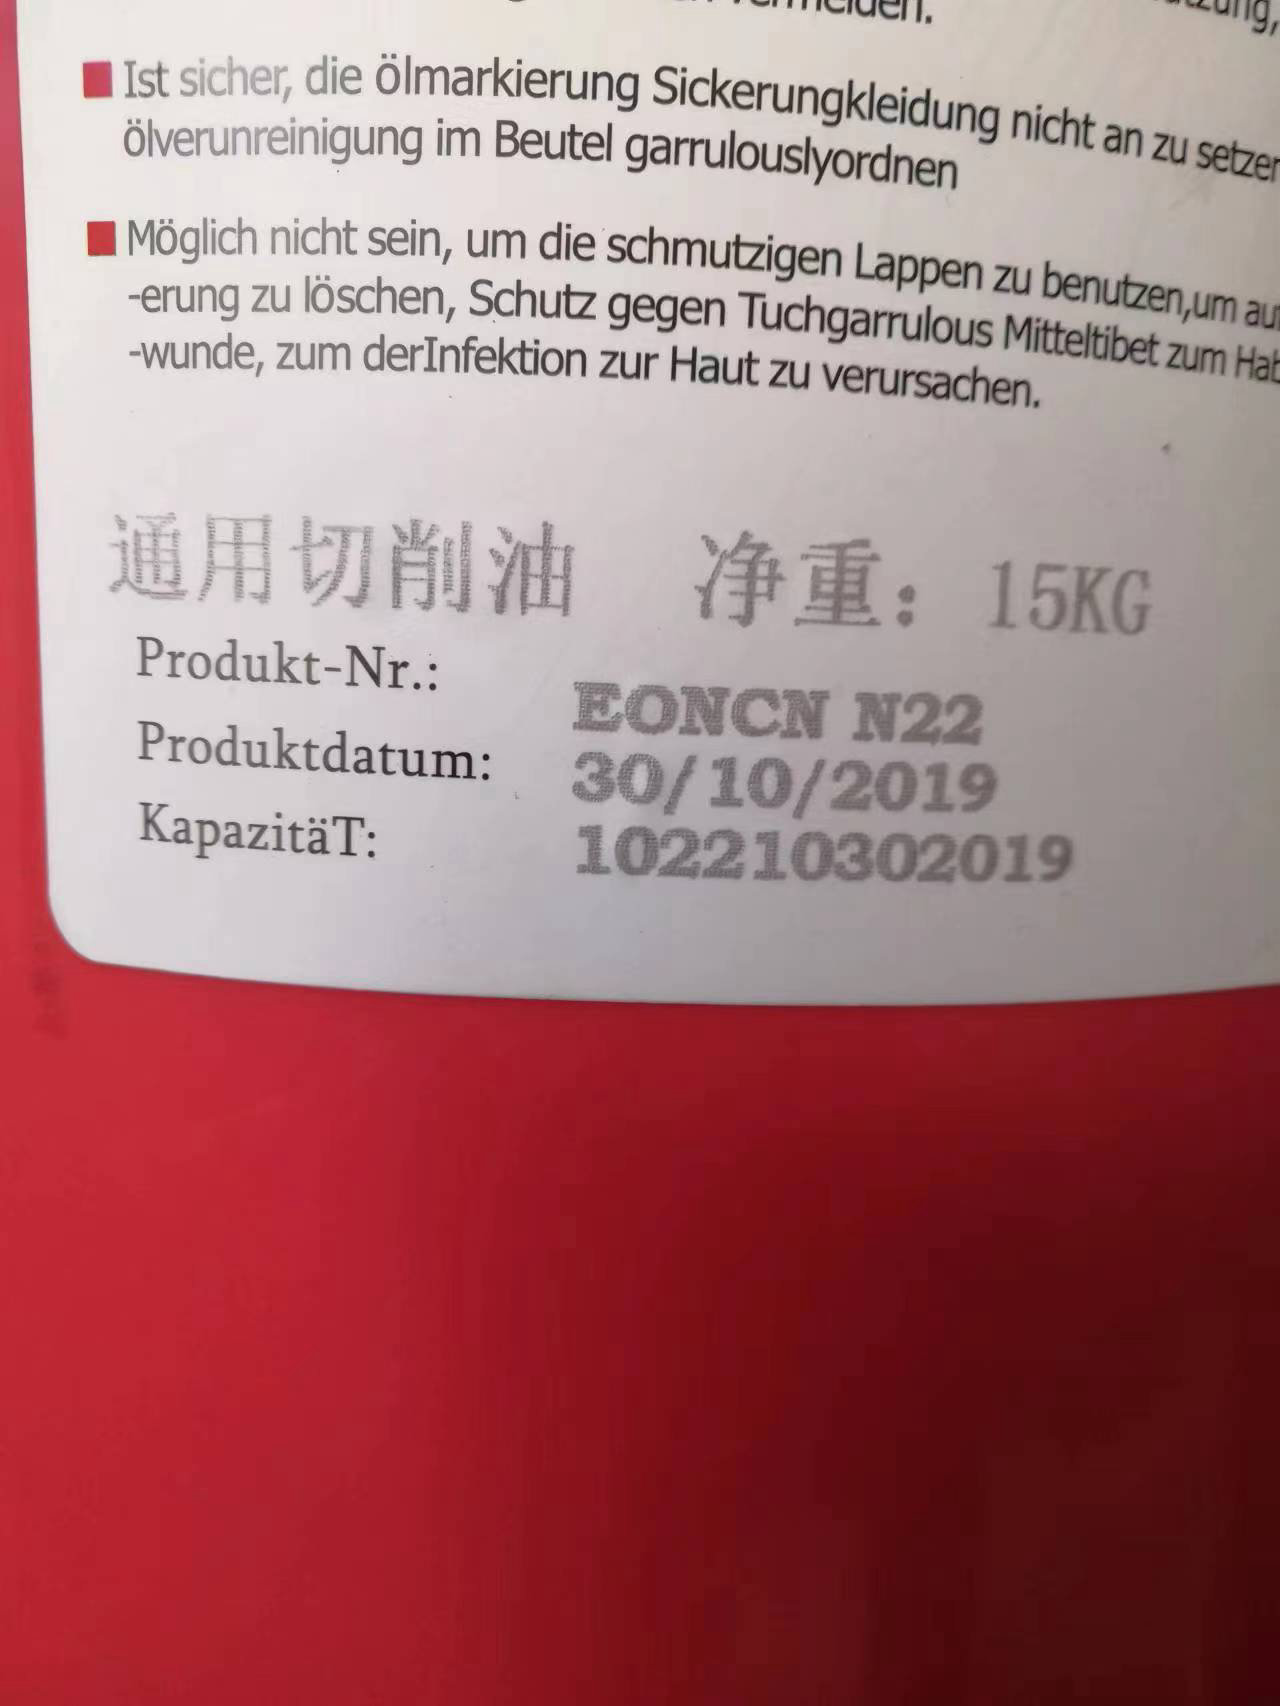 vermeiden.
■ Ist sicher, die ölmarkierung Sickerungkleidung nicht an zu setzen
ölverunreinigung im Beutel garrulouslyordnen
■ Möglich nicht sein, um die schmutzigen Lappen zu benutzen,um auf
-erung zu löschen, Schutz gegen Tuchgarrulous Mitteltibet zum Hab
-wunde, zum derInfektion zur Haut zu verursachen.
通用切削油 净重：15KG
Produkt-Nr.: EONCN N22
Produktdatum: 30/10/2019
KapazitäT: 102210302019